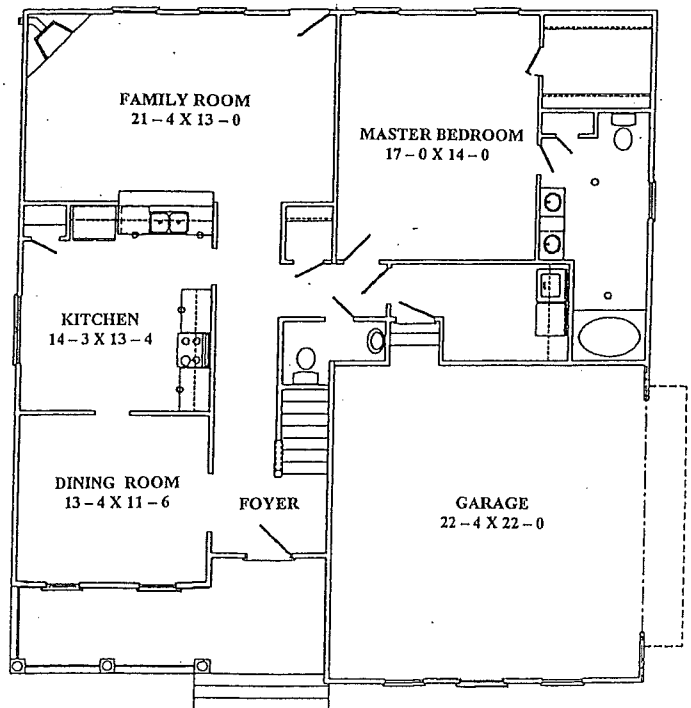 FAMILY ROOM
21 – 4 X 13 – 0
MASTER BEDROOM
17 – 0 X 14 – 0
KITCHEN
14 – 3 X 13 – 4
DINING ROOM
13 – 4 X 11 – 6
FOYER
GARAGE
22 – 4 X 22 – 0